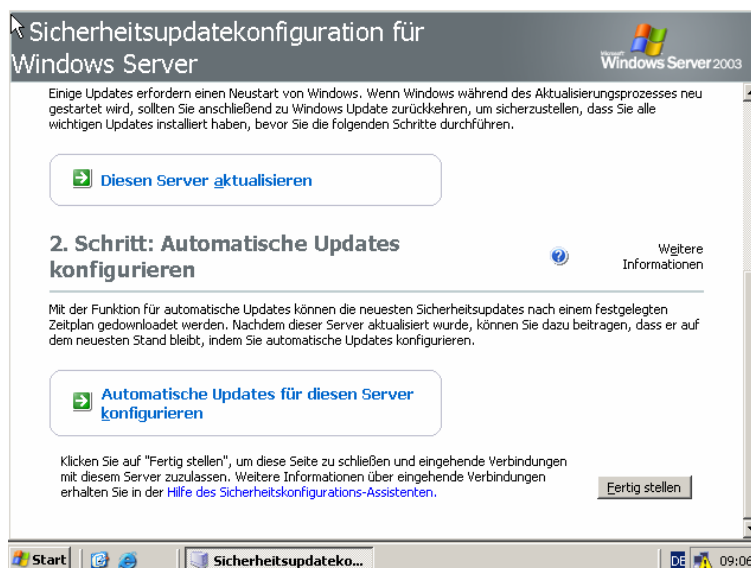 Sicherheitsupdatekonfiguration für
Windows Server
Microsoft
Windows Server 2003
Einige Updates erfordern einen Neustart von Windows. Wenn Windows während des Aktualisierungsprozesses neu
gestartet wird, sollten Sie anschließend zu Windows Update zurückkehren, um sicherzustellen, dass Sie alle
wichtigen Updates installiert haben, bevor Sie die folgenden Schritte durchführen.
Diesen Server aktualisieren
2. Schritt: Automatische Updates
konfigurieren
Weitere
Informationen
Mit der Funktion für automatische Updates können die neuesten Sicherheitsupdates nach einem festgelegten
Zeitplan gedownloadet werden. Nachdem dieser Server aktualisiert wurde, können Sie dazu beitragen, dass er auf
dem neuesten Stand bleibt, indem Sie automatische Updates konfigurieren.
Automatische Updates für diesen Server
konfigurieren
Klicken Sie auf "Fertig stellen", um diese Seite zu schließen und eingehende Verbindungen
mit diesem Server zuzulassen. Weitere Informationen über eingehende Verbindungen
erhalten Sie in der Hilfe des Sicherheitskonfigurations-Assistenten.
Fertig stellen
Start
Sicherheitsupdateko...
DE
09:06